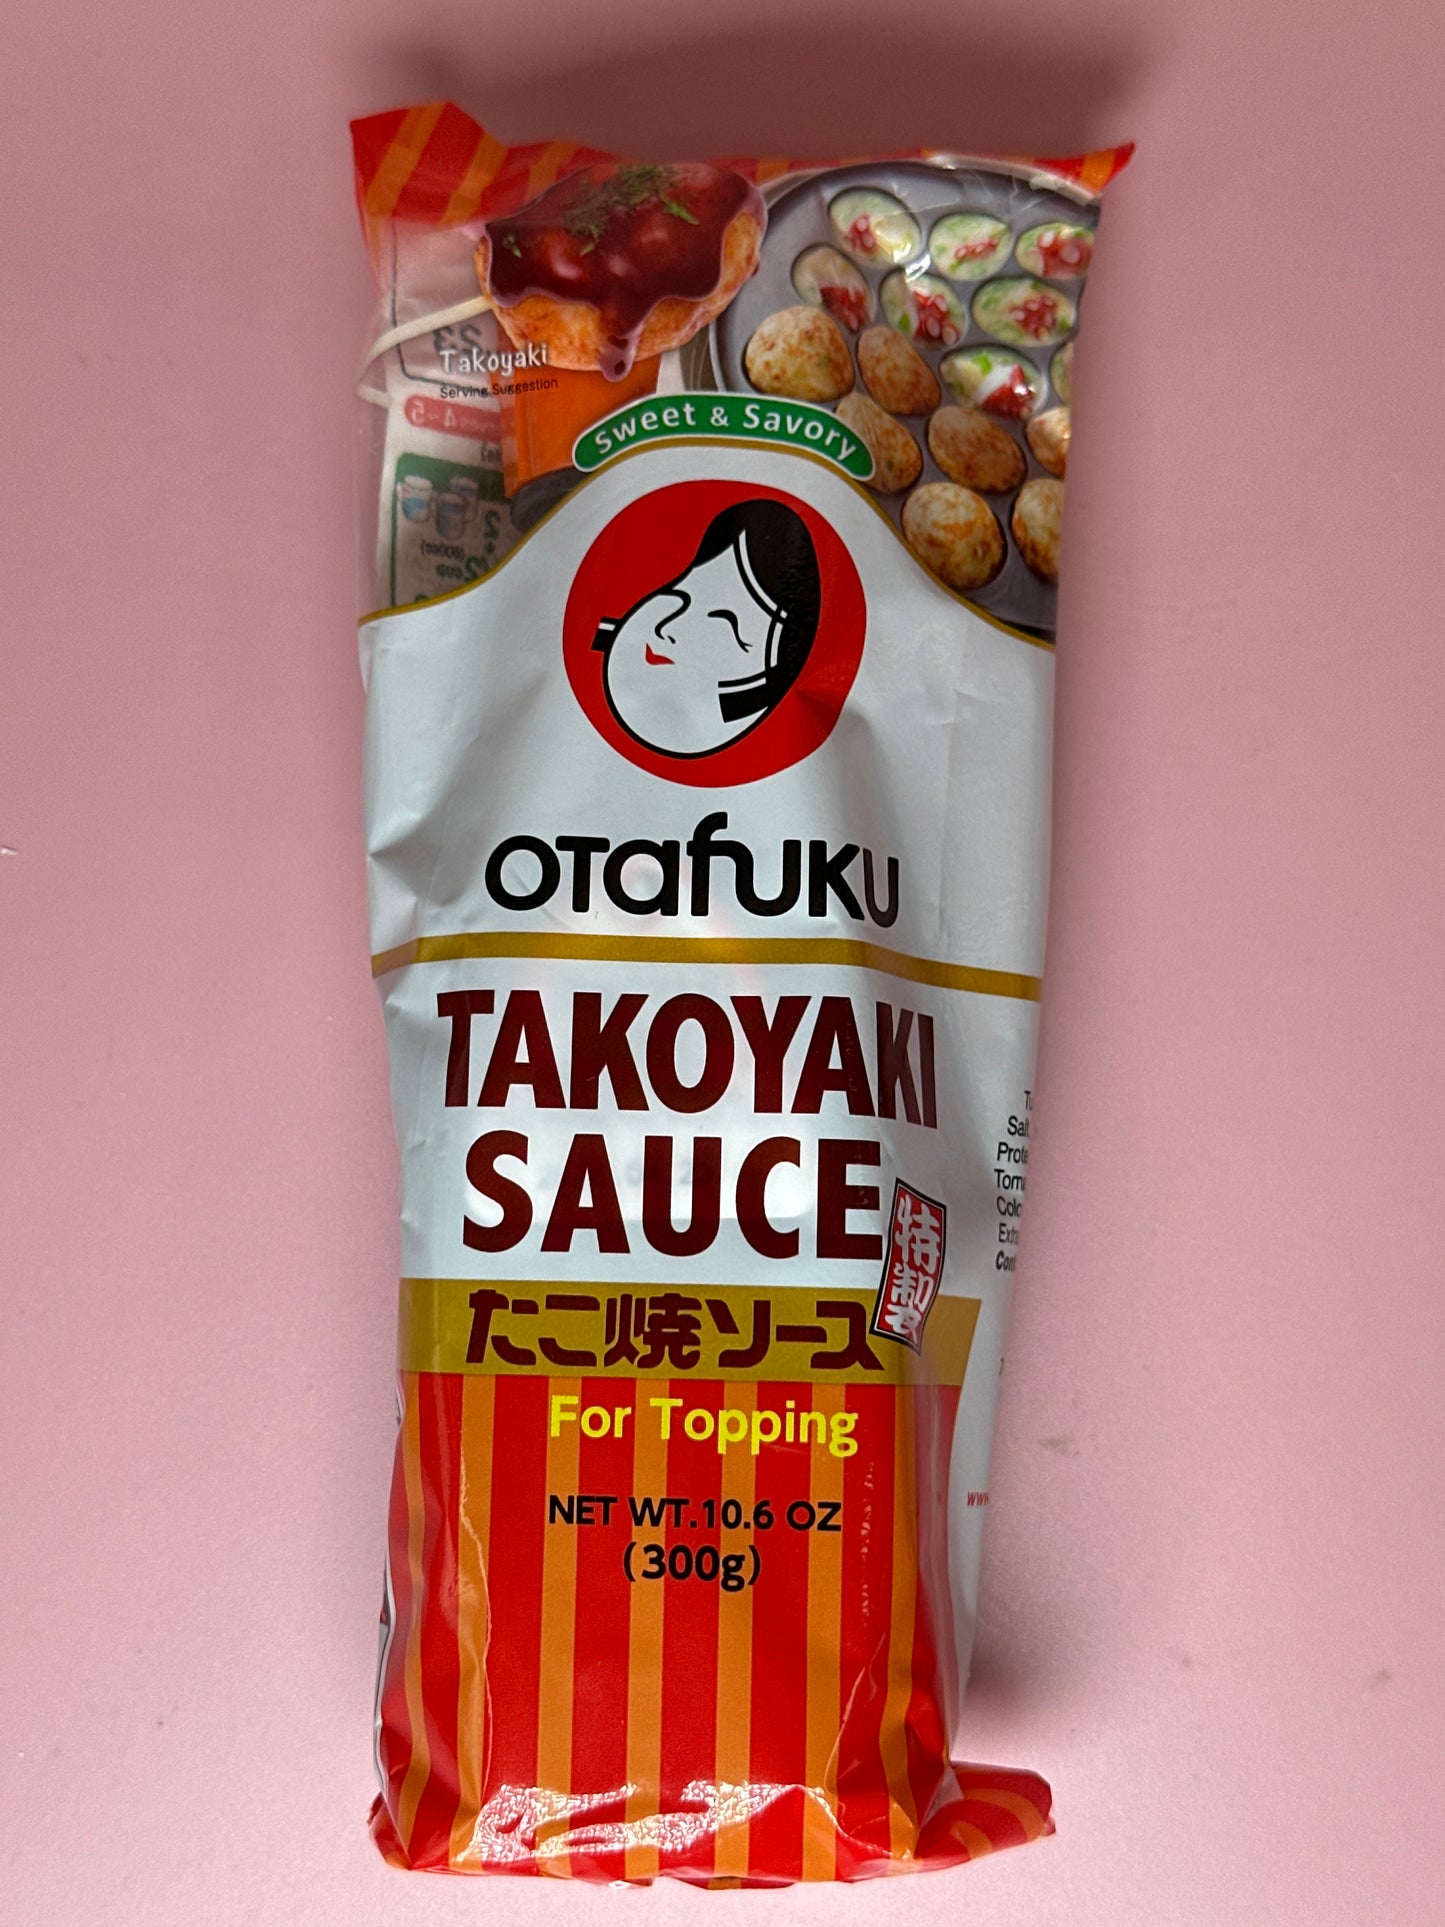 Takoyaki
Serving Suggestion
Sweet & Savory
OTAFUKU
TAKOYAKI
SAUCE
特製
たこ焼ソース
For Topping
NET WT.10.6 OZ
(300g)
Salt